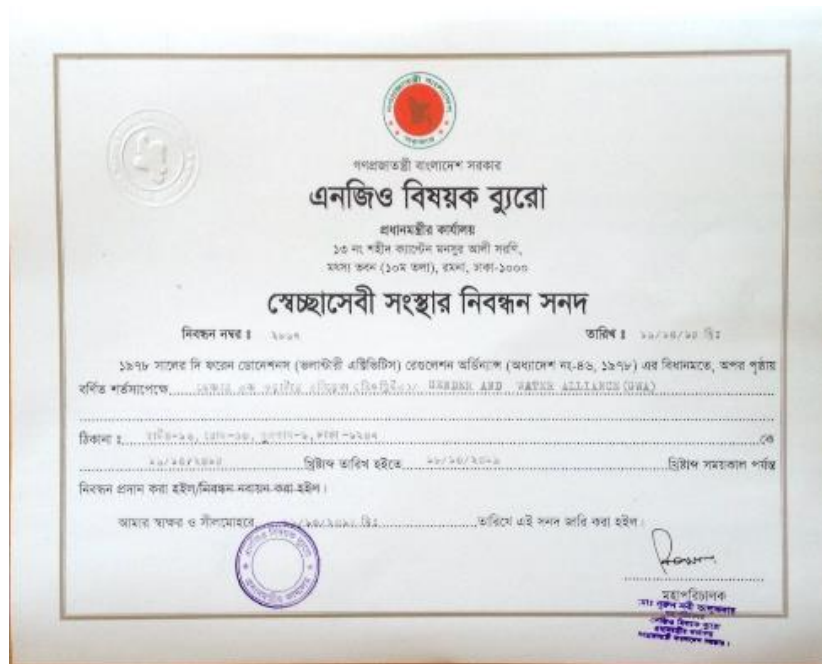 গণপ্রজাতন্ত্রী বাংলাদেশ সরকার
এনজিও বিষয়ক ব্যুরো
প্রধানমন্ত্রীর কার্যালয়
১৩ নং শহীদ ক্যাপ্টেন মনসুর আলী সরণি,
মৎস্য ভবন (১০ম তলা), রমনা, ঢাকা-১০০০
স্বেচ্ছাসেবী সংস্থার নিবন্ধন সনদ
নিবন্ধন নম্বর ঃ তারিখ ঃ
১৯৭৮ সালের দি ফরেন ডোনেশনস (ভলান্টারী এক্টিভিটিস) রেগুলেশন অর্ডিন্যান্স (অধ্যাদেশ নং-৪৬, ১৯৭৮) এর বিধানমতে, অপর পৃষ্ঠায়
বর্ণিত শর্তসাপেক্ষে GENDER AND WATER ALLIANCE(GWA)
ঠিকানা ঃ কে
খ্রিষ্টাব্দ তারিখ হইতে খ্রিষ্টাব্দ সময়কাল পর্যন্ত
নিবন্ধন প্রদান করা হইল/নিবন্ধন নবায়ন করা হইল।
আমার স্বাক্ষর ও সীলমোহরে তারিখে এই সনদ জারি করা হইল।
মহাপরিচালক